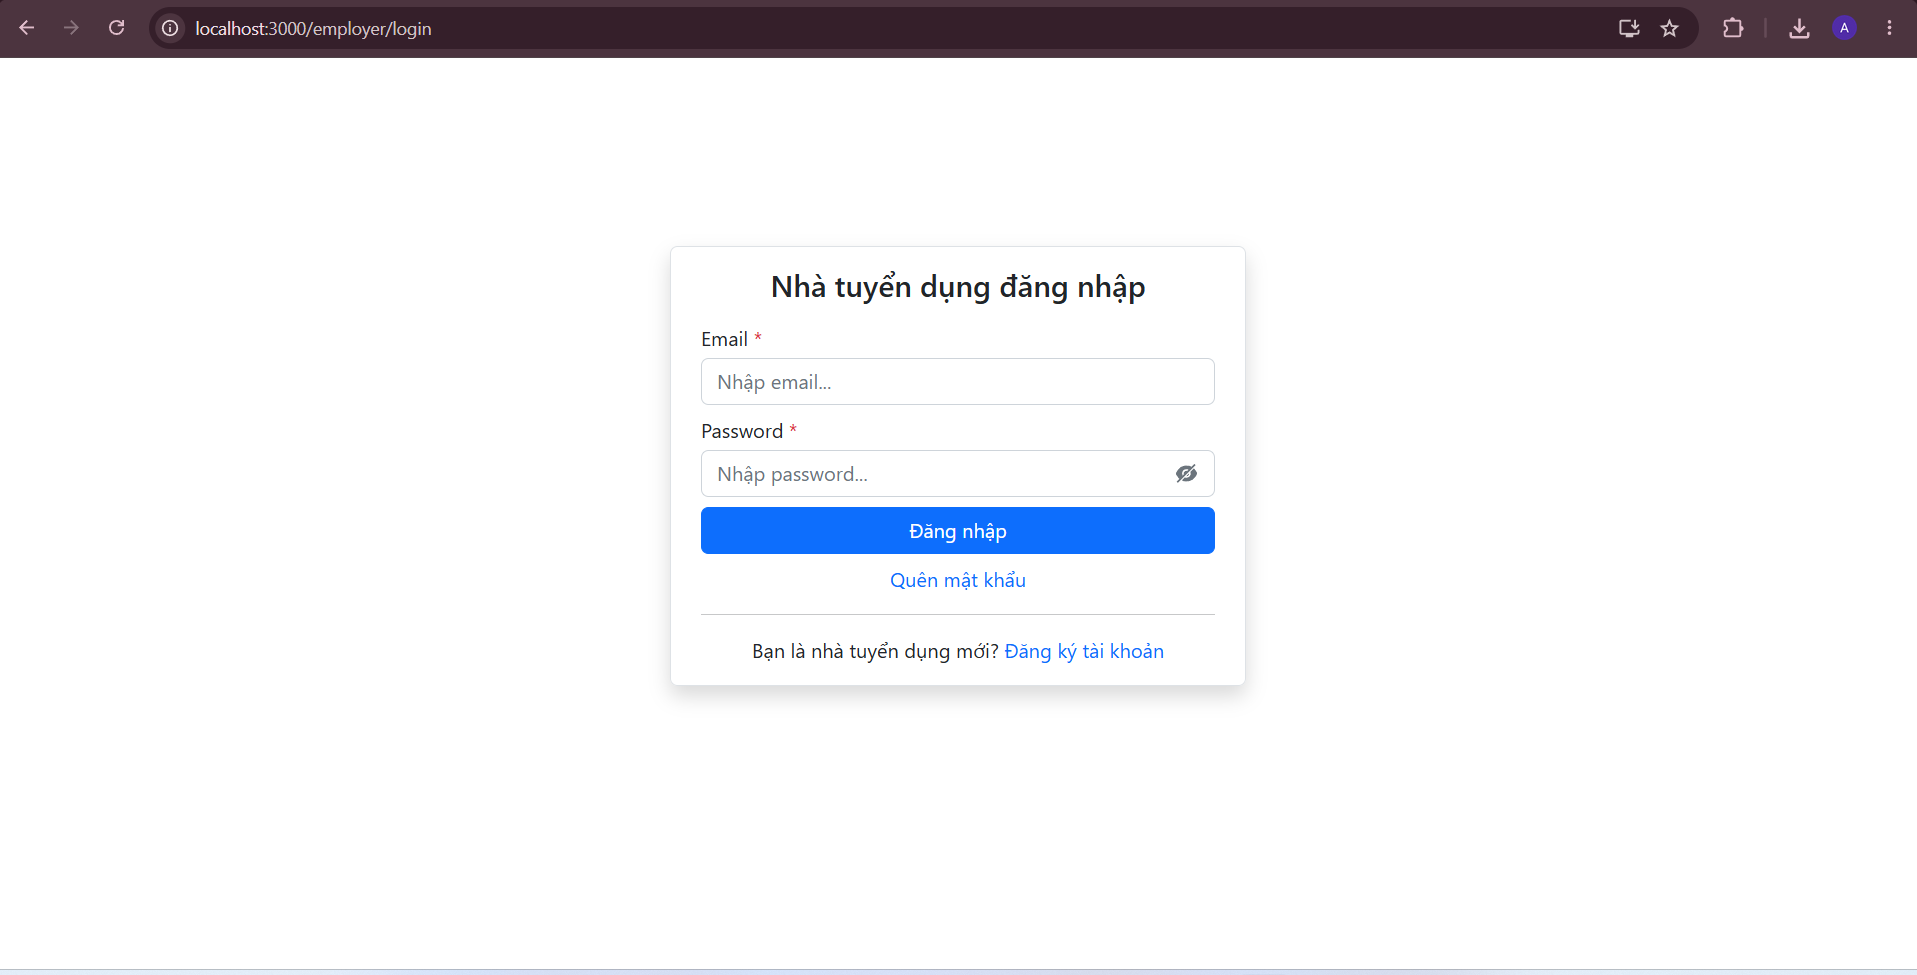 localhost:3000/employer/login
A
Nhà tuyển dụng đăng nhập
Email *
Nhập email...
Password *
Nhập password...
Đăng nhập
Quên mật khẩu
Bạn là nhà tuyển dụng mới? Đăng ký tài khoản